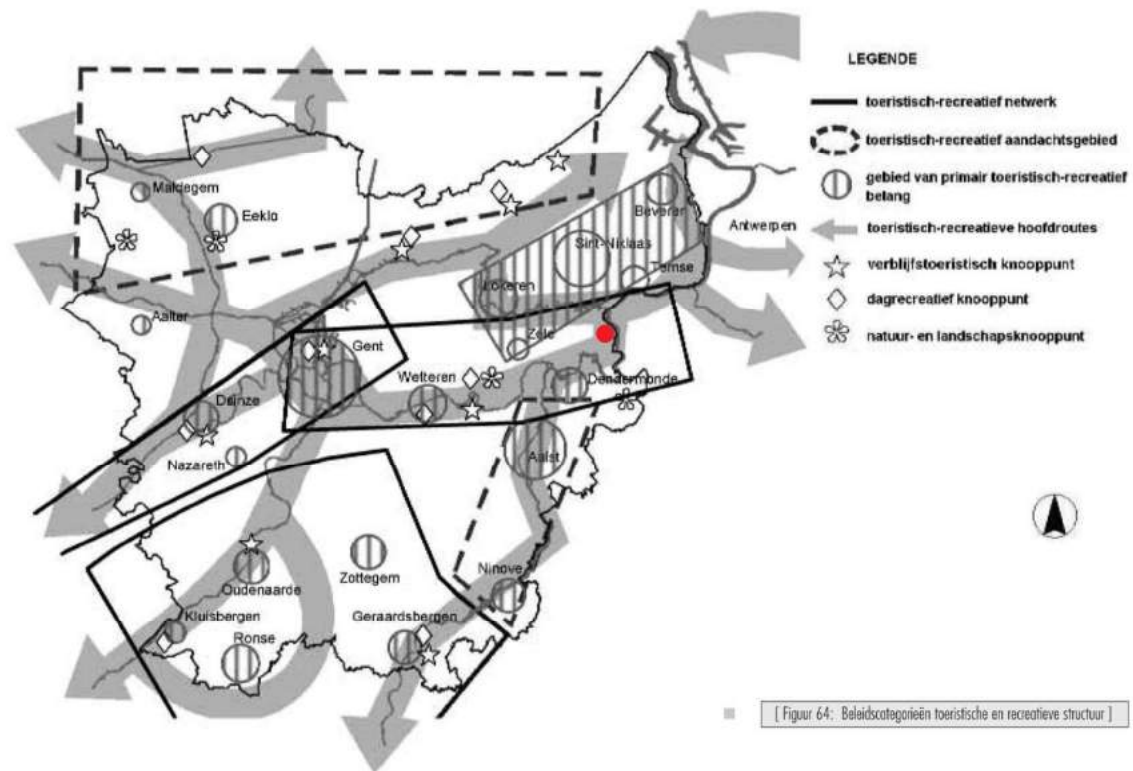 LEGENDE
toeristisch-recreatief netwerk
toeristisch-recreatief aandachtsgebied
gebied van primair toeristisch-recreatief
belang
toeristisch-recreatieve hoofdroutes
verblijfstoeristisch knooppunt
dagrecreatief knooppunt
natuur- en landschapsknooppunt
Maldegem
Eeklo
Beveren
Antwerpen
Sint-Niklaas
Temse
Lokeren
Aalter
Zele
Gent
Wetteren
Dendermonde
Deinze
Nazareth
Aalst
Ninove
Zottegem
Oudenaarde
Kluisbergen
Geraardsbergen
Ronse
[ Figuur 64: Beleidscategorieën toeristische en recreatieve structuur ]